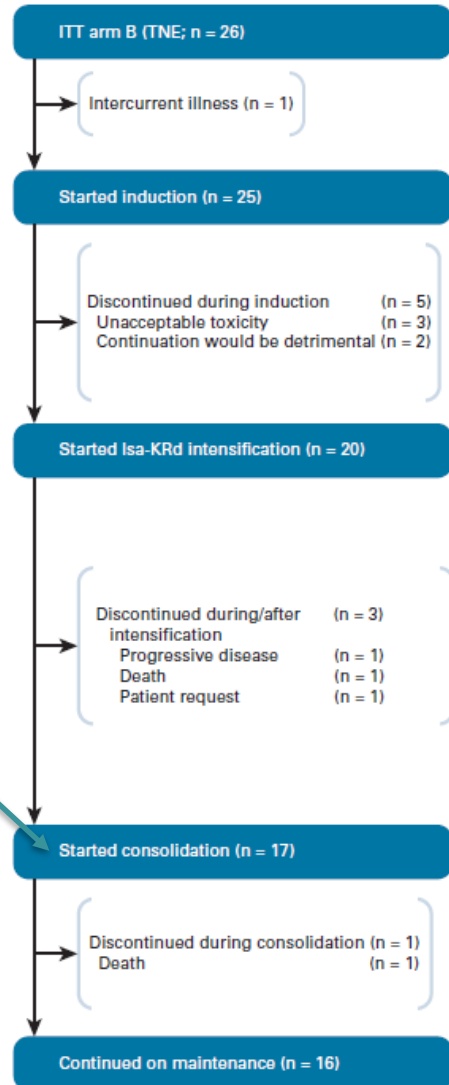 ITT arm B (TNE; n = 26)
Intercurrent illness (n = 1)
Started induction (n = 25)
Discontinued during induction (n = 5)
Unacceptable toxicity (n = 3)
Continuation would be detrimental (n = 2)
Started Isa-KRd intensification (n = 20)
Discontinued during/after (n = 3)
intensification
Progressive disease (n = 1)
Death (n = 1)
Patient request (n = 1)
Started consolidation (n = 17)
Discontinued during consolidation (n = 1)
Death (n = 1)
Continued on maintenance (n = 16)